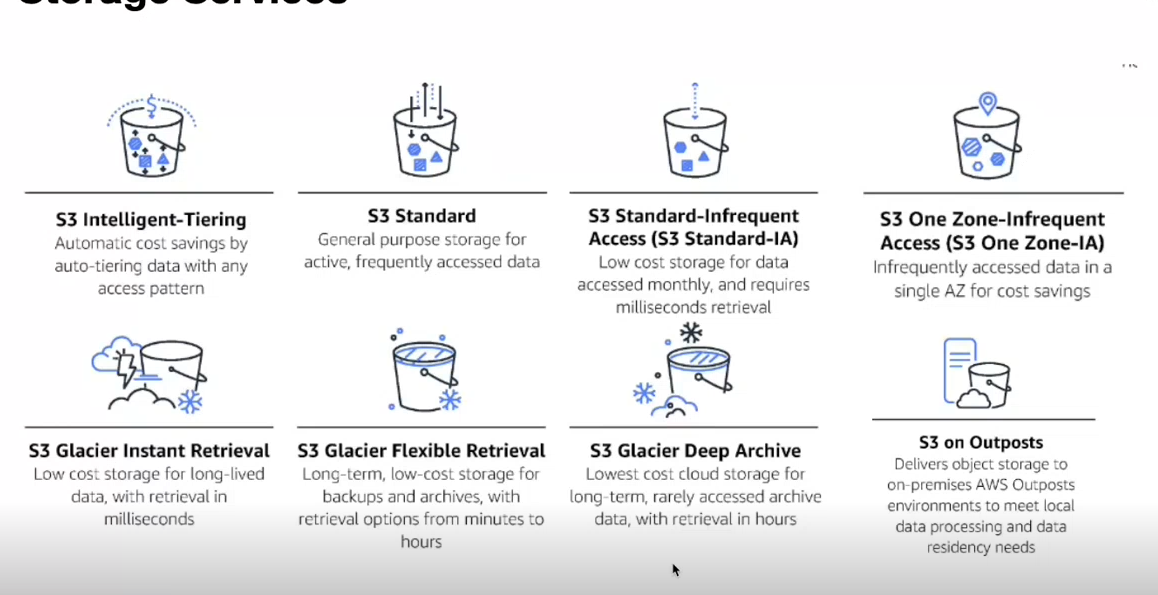 Storage Services
S3 Intelligent-Tiering
Automatic cost savings by
auto-tiering data with any
access pattern
S3 Standard
General purpose storage for
active, frequently accessed data
S3 Standard-Infrequent
Access (S3 Standard-IA)
Low cost storage for data
accessed monthly, and requires
milliseconds retrieval
S3 One Zone-Infrequent
Access (S3 One Zone-IA)
Infrequently accessed data in a
single AZ for cost savings
S3 Glacier Instant Retrieval
Low cost storage for long-lived
data, with retrieval in
milliseconds
S3 Glacier Flexible Retrieval
Long-term, low-cost storage for
backups and archives, with
retrieval options from minutes to
hours
S3 Glacier Deep Archive
Lowest cost cloud storage for
long-term, rarely accessed archive
data, with retrieval in hours
S3 on Outposts
Delivers object storage to
on-premises AWS Outposts
environments to meet local
data processing and data
residency needs